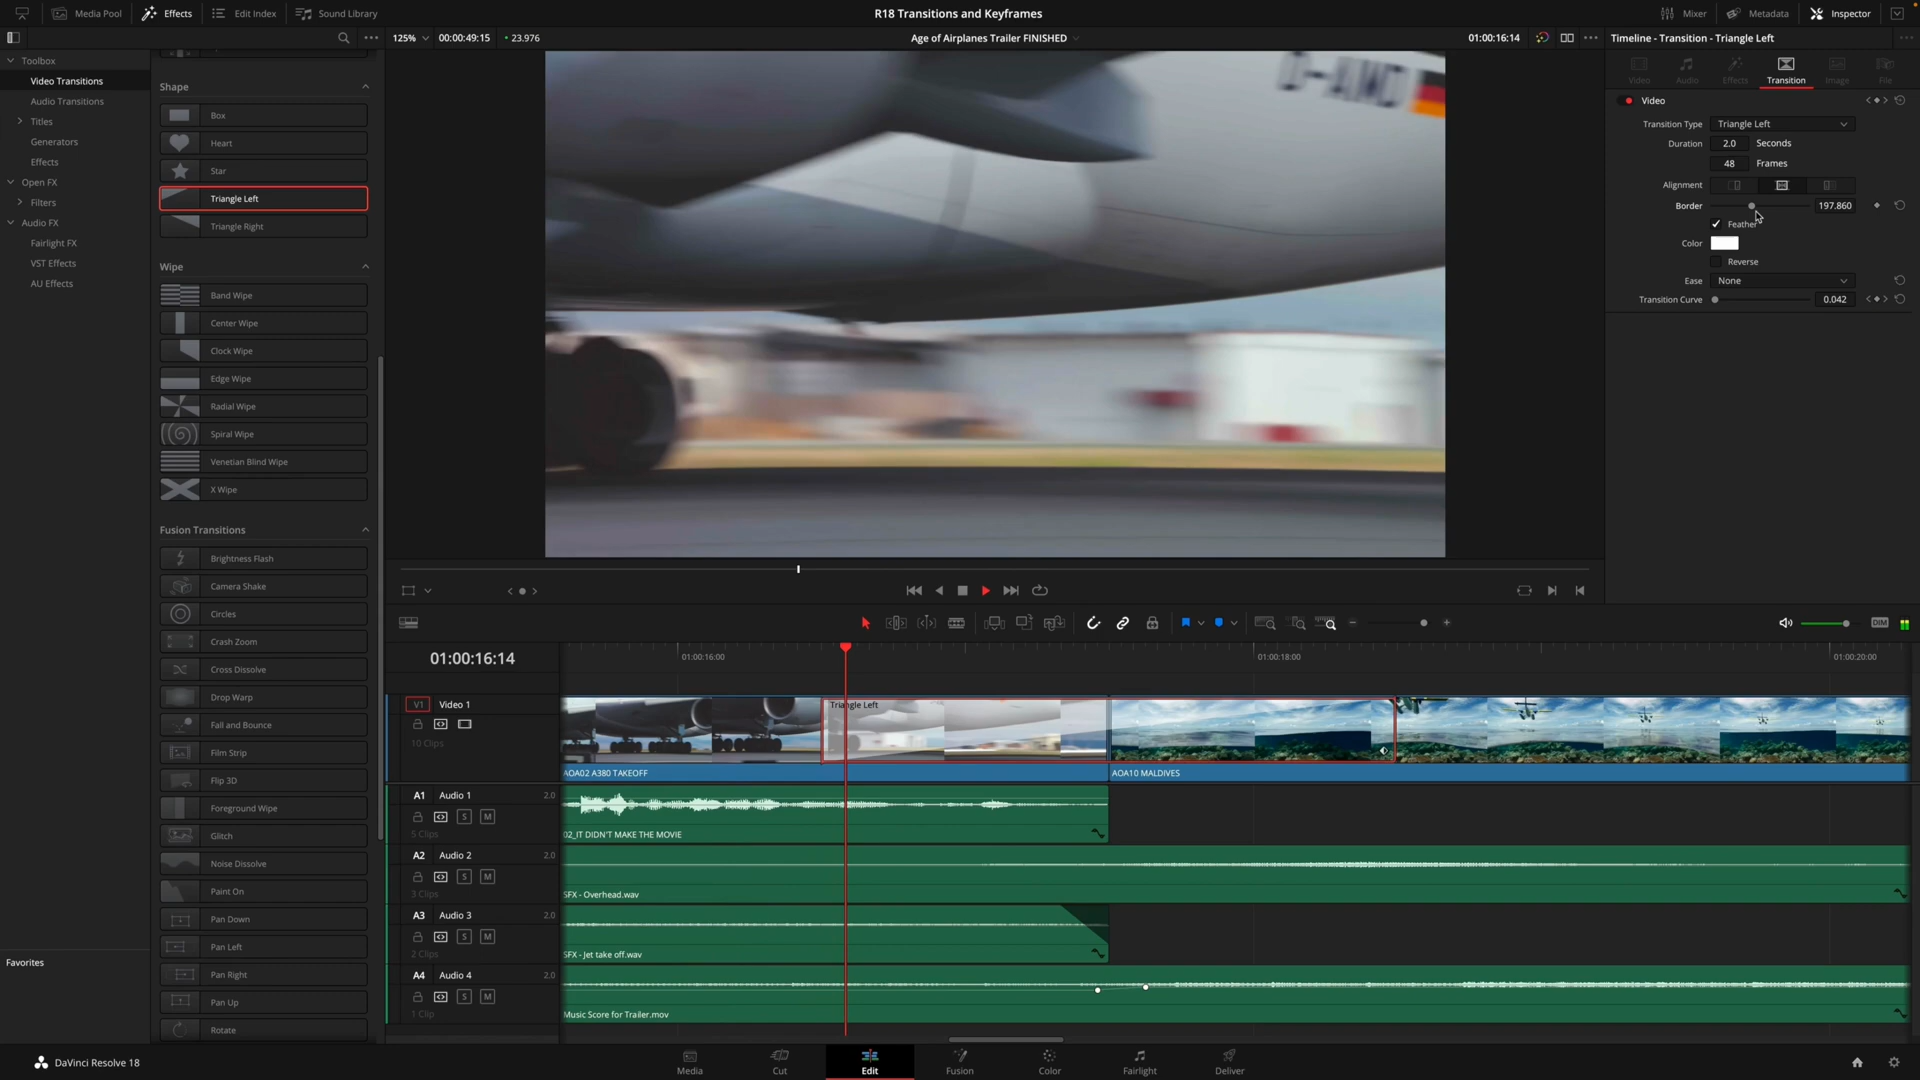 Media Pool
Effects
Edit Index
Sound Library
R18 Transitions and Keyframes
Mixer
Metadata
Inspector
125%
00:00:49:15
23.976
Age of Airplanes Trailer FINISHED
01:00:16:14
Timeline - Transition - Triangle Left
Toolbox
Video Transitions
Audio Transitions
Titles
Generators
Effects
Open FX
Filters
Audio FX
Fairlight FX
VST Effects
AU Effects
Favorites
Shape
Box
Heart
Star
Triangle Left
Triangle Right
Wipe
Band Wipe
Center Wipe
Clock Wipe
Edge Wipe
Radial Wipe
Spiral Wipe
Venetian Blind Wipe
X Wipe
Fusion Transitions
Brightness Flash
Camera Shake
Circles
Crash Zoom
Cross Dissolve
Drop Warp
Fall and Bounce
Film Strip
Flip 3D
Foreground Wipe
Glitch
Noise Dissolve
Paint On
Pan Down
Pan Left
Pan Right
Pan Up
Rotate
Video
Audio
Effects
Transition
Image
File
Video
Transition Type
Triangle Left
Duration
2.0
Seconds
48
Frames
Alignment
Border
197.860
Feather
Color
Reverse
Ease
None
Transition Curve
0.042
DIM
01:00:16:14
01:00:16:00
01:00:18:00
01:00:20:00
V1
Video 1
10 Clips
Triangle Left
AOA02 A380 TAKEOFF
AOA10 MALDIVES
A1
Audio 1
2.0
S
M
5 Clips
02_IT DIDN'T MAKE THE MOVIE
A2
Audio 2
2.0
S
M
3 Clips
SFX - Overhead.wav
A3
Audio 3
2.0
S
M
2 Clips
SFX - Jet take off.wav
A4
Audio 4
2.0
S
M
1 Clip
Music Score for Trailer.mov
DaVinci Resolve 18
Media
Cut
Edit
Fusion
Color
Fairlight
Deliver